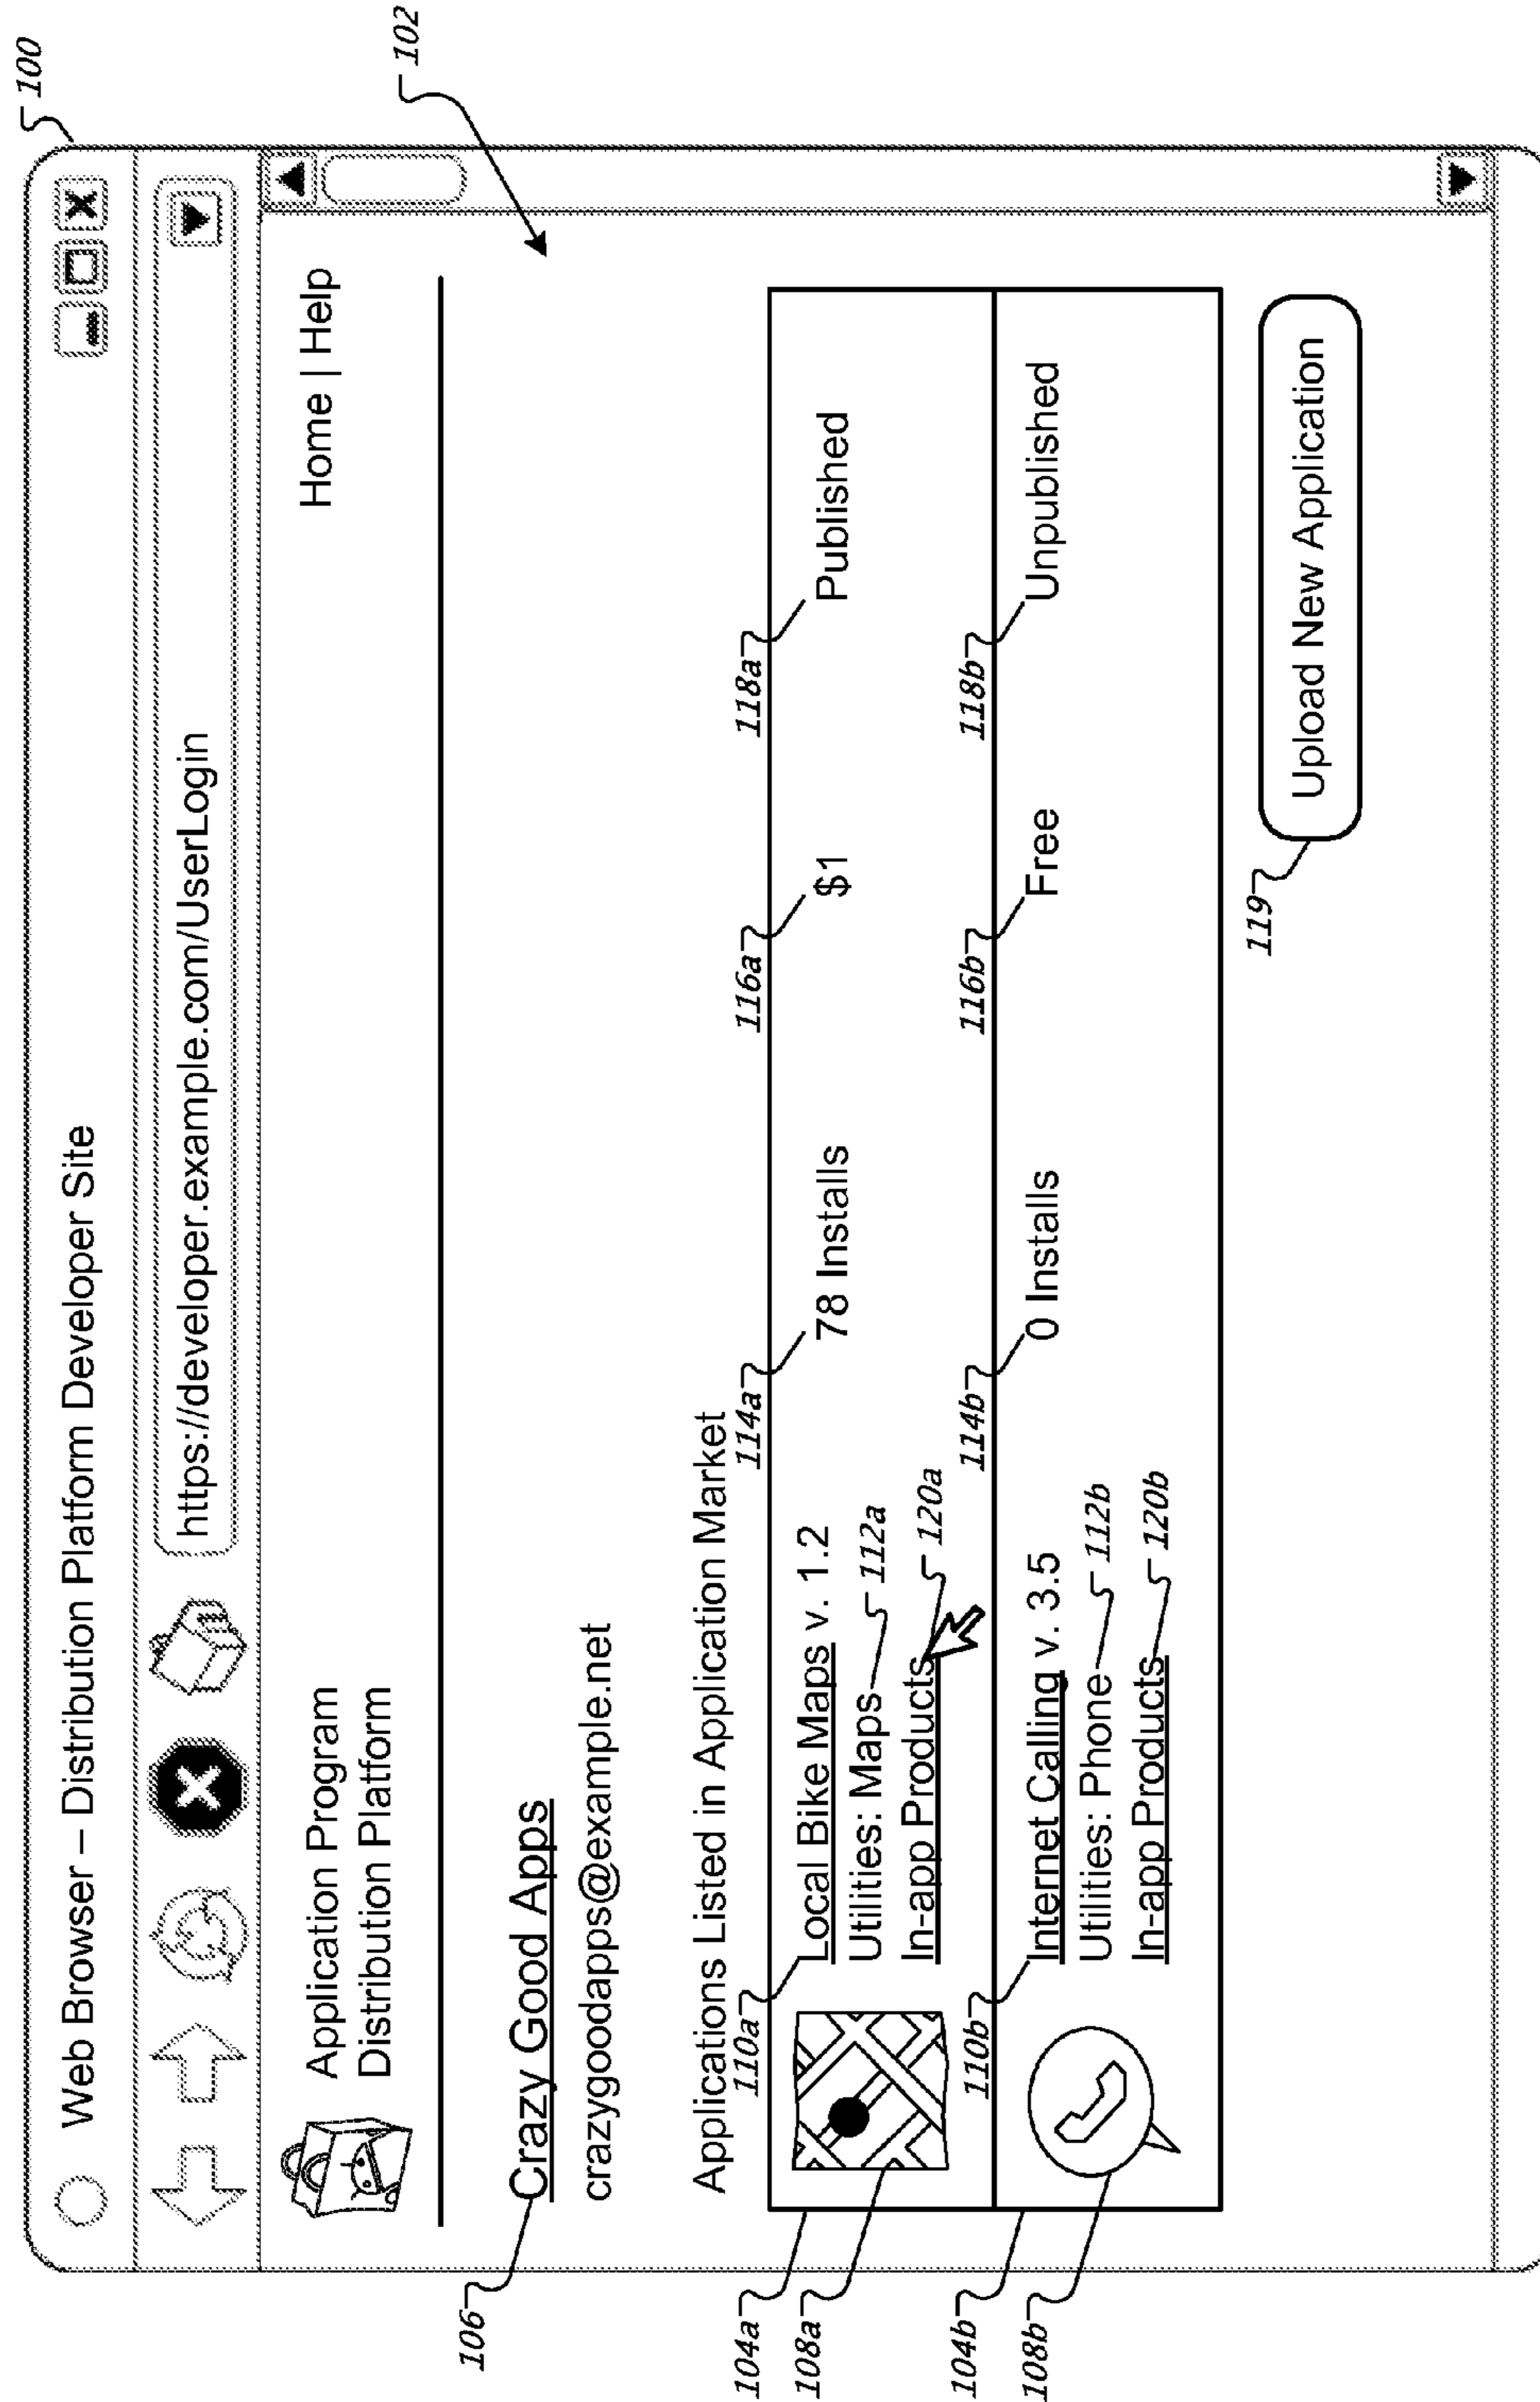 100
Web Browser – Distribution Platform Developer Site
https://developer.example.com/UserLogin
102
Application Program
Distribution Platform
Home | Help
106
Crazy Good Apps
crazygoodapps@example.net
Applications Listed in Application Market
110a
114a
116a
118a
104a
108a
Local Bike Maps v. 1.2
78 Installs
$1
Published
Utilities: Maps
112a
In-app Products
120a
110b
114b
116b
118b
104b
108b
Internet Calling v. 3.5
0 Installs
Free
Unpublished
Utilities: Phone
112b
In-app Products
120b
119
Upload New Application